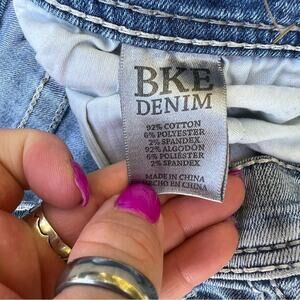 BKE
DENIM
92% COTTON
6% POLYESTER
2% SPANDEX
92% ALGODON
6% POLIÉSTER
2% SPANDEX
MADE IN CHINA
HECHO EN CHINA